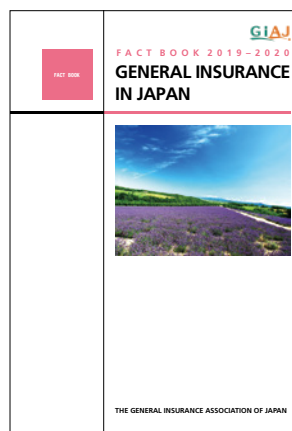 GIAJ
FACT BOOK 2019–2020
FACT BOOK
GENERAL INSURANCE
IN JAPAN
THE GENERAL INSURANCE ASSOCIATION OF JAPAN